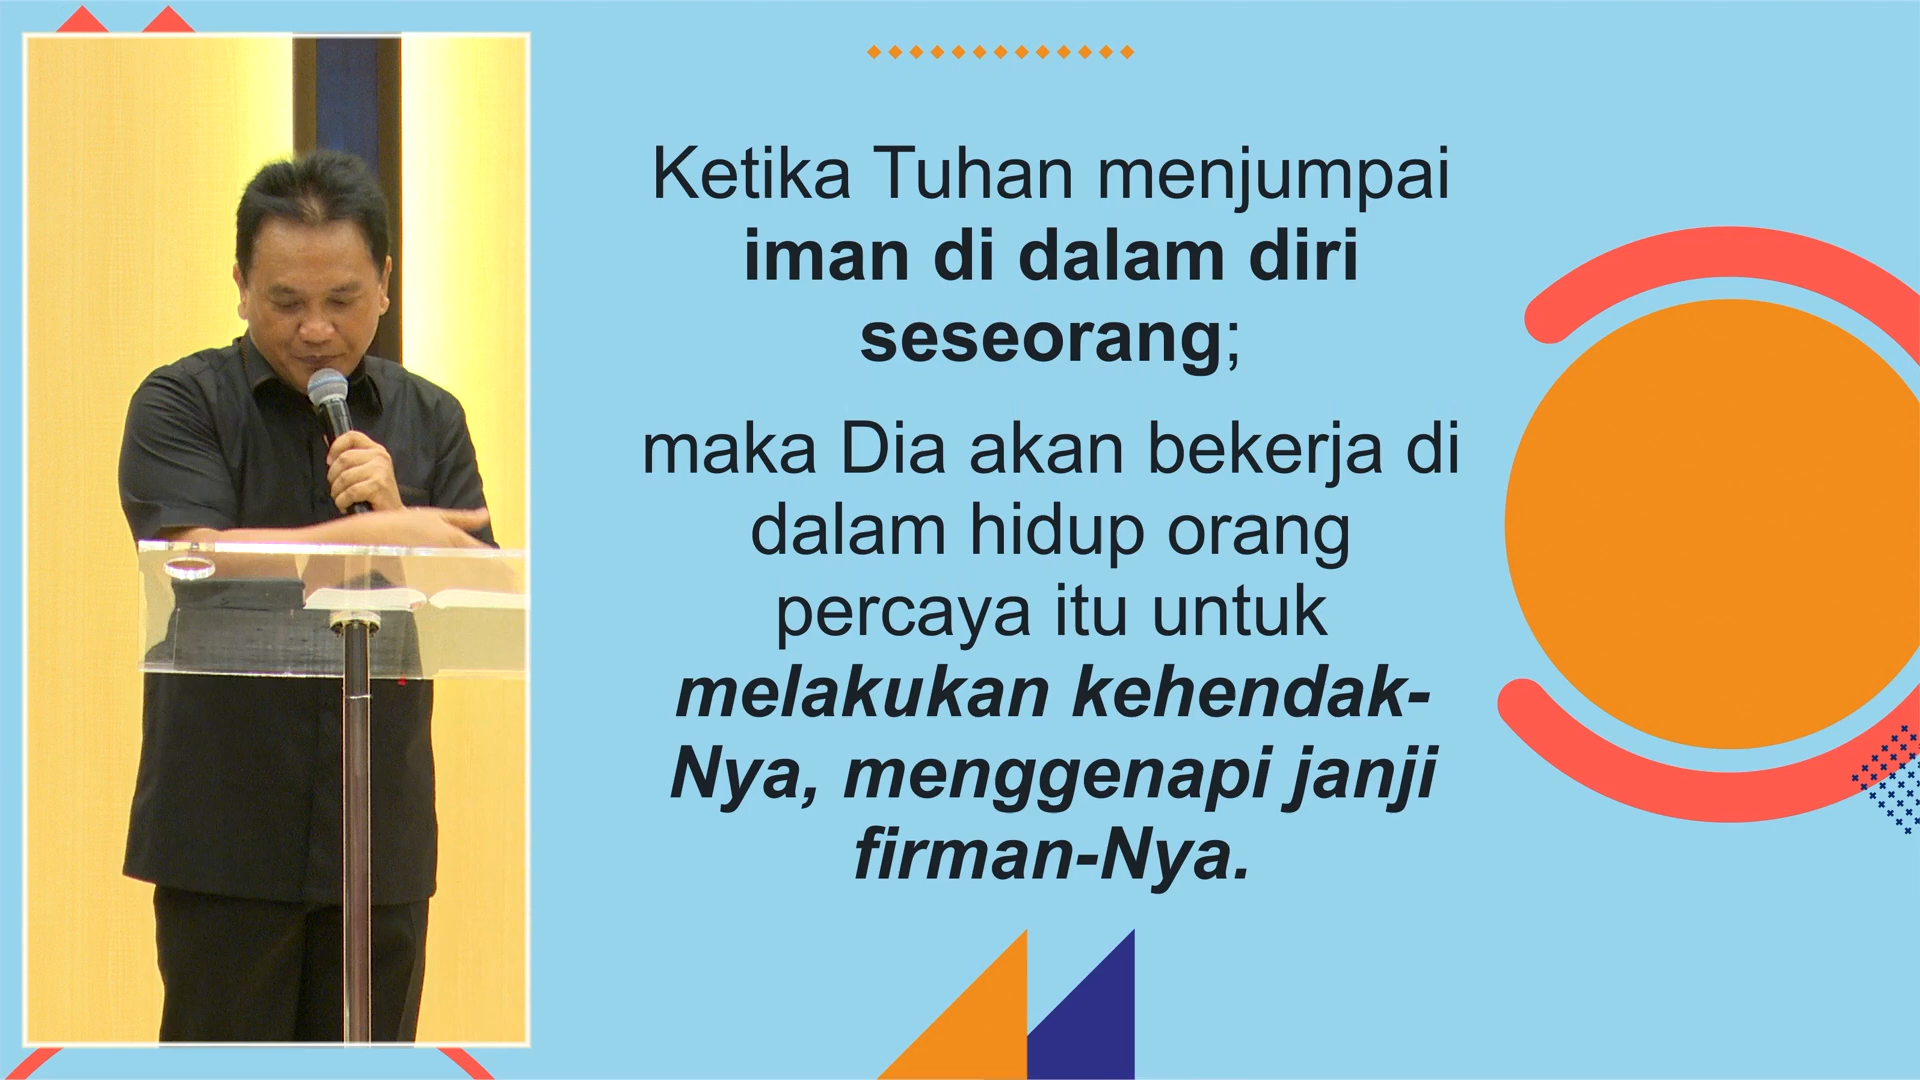 Ketika Tuhan menjumpai
iman di dalam diri
seseorang;
maka Dia akan bekerja di
dalam hidup orang
percaya itu untuk
melakukan kehendak-
Nya, menggenapi janji
firman-Nya.